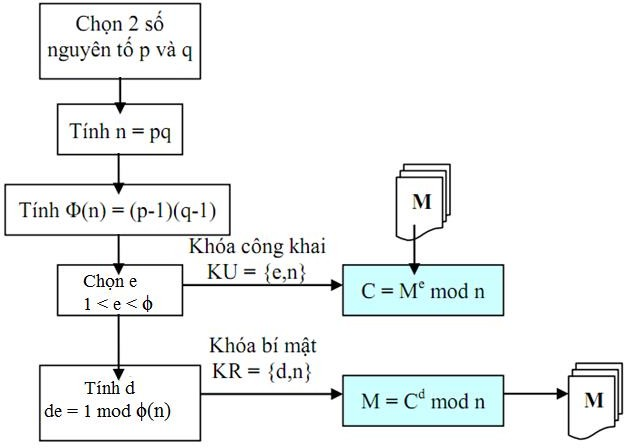 Chọn 2 số
nguyên tố p và q
Tính n = pq
Tính Φ(n) = (p-1)(q-1)
M
Khóa công khai
KU = {e,n}
Chọn e
1 < e < ϕ
C = Mᵉ mod n
Khóa bí mật
KR = {d,n}
Tính d
de = 1 mod ϕ(n)
M = Cᵈ mod n
M